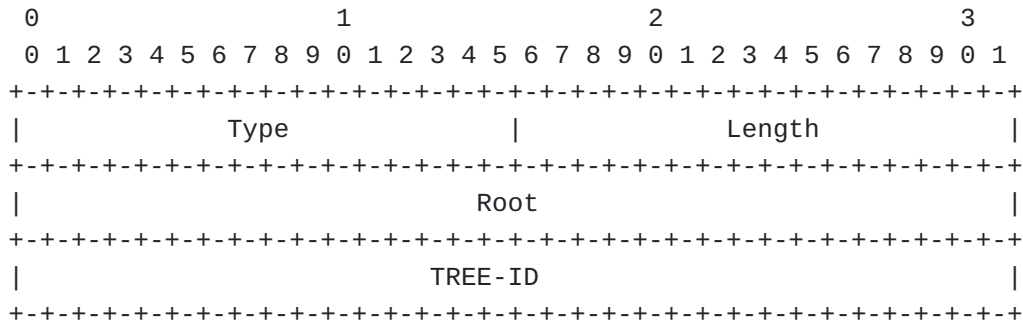 0                   1                   2                   3
 0 1 2 3 4 5 6 7 8 9 0 1 2 3 4 5 6 7 8 9 0 1 2 3 4 5 6 7 8 9 0 1
+-+-+-+-+-+-+-+-+-+-+-+-+-+-+-+-+-+-+-+-+-+-+-+-+-+-+-+-+-+-+-+-+
|             Type              |             Length            |
+-+-+-+-+-+-+-+-+-+-+-+-+-+-+-+-+-+-+-+-+-+-+-+-+-+-+-+-+-+-+-+-+
|                             Root                              |
+-+-+-+-+-+-+-+-+-+-+-+-+-+-+-+-+-+-+-+-+-+-+-+-+-+-+-+-+-+-+-+-+
|                          TREE-ID                              |
+-+-+-+-+-+-+-+-+-+-+-+-+-+-+-+-+-+-+-+-+-+-+-+-+-+-+-+-+-+-+-+-+